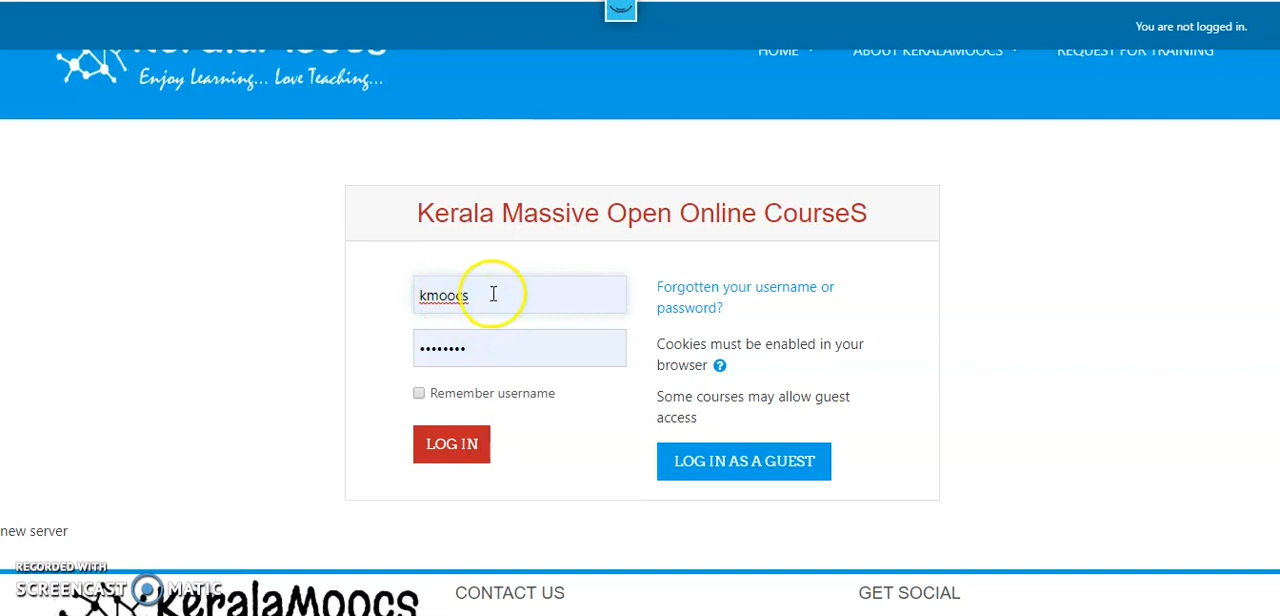 You are not logged in.
KeralaMoocs
HOME
ABOUT KERALAMOOCS
REQUEST FOR TRAINING
Enjoy Learning... Love Teaching...
Kerala Massive Open Online CourseS
kmoocs
Forgotten your username or
password?
••••••••
Cookies must be enabled in your
browser ?
Remember username
Some courses may allow guest
access
LOG IN
LOG IN AS A GUEST
new server
RECORDED WITH
SCREENCAST MATIC
KeralaMoocs
CONTACT US
GET SOCIAL